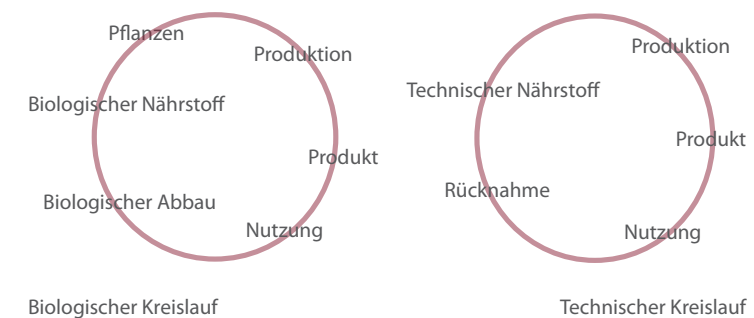 Pflanzen
Produktion
Biologischer Nährstoff
Produkt
Biologischer Abbau
Nutzung
Biologischer Kreislauf
Produktion
Technischer Nährstoff
Produkt
Rücknahme
Nutzung
Technischer Kreislauf